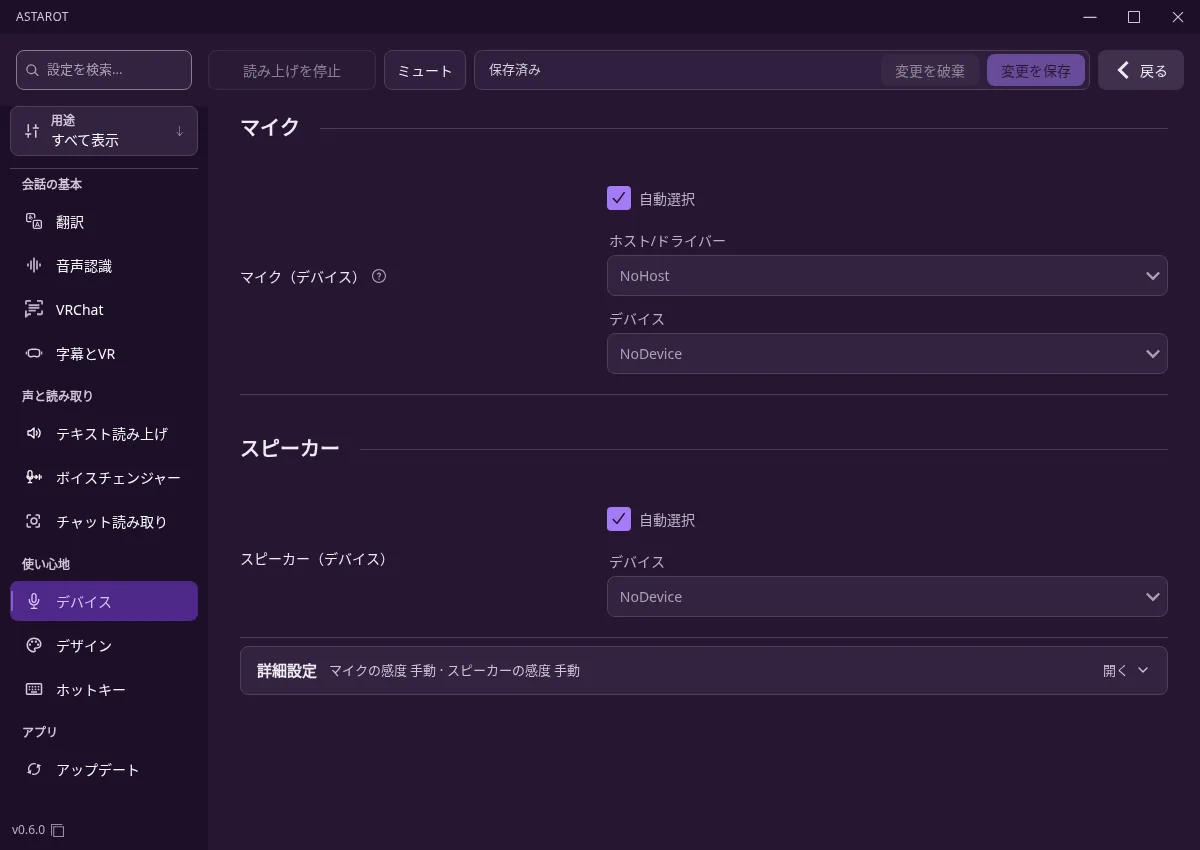 ASTAROT
設定を検索...
読み上げを停止
ミュート
保存済み
変更を破棄
変更を保存
戻る
用途
すべて表示
会話の基本
翻訳
音声認識
VRChat
字幕とVR
声と読み取り
テキスト読み上げ
ボイスチェンジャー
チャット読み取り
使い心地
デバイス
デザイン
ホットキー
アプリ
アップデート
v0.6.0
マイク
自動選択
ホスト/ドライバー
マイク（デバイス）
NoHost
デバイス
NoDevice
スピーカー
自動選択
スピーカー（デバイス）
デバイス
NoDevice
詳細設定 マイクの感度 手動 · スピーカーの感度 手動 開く